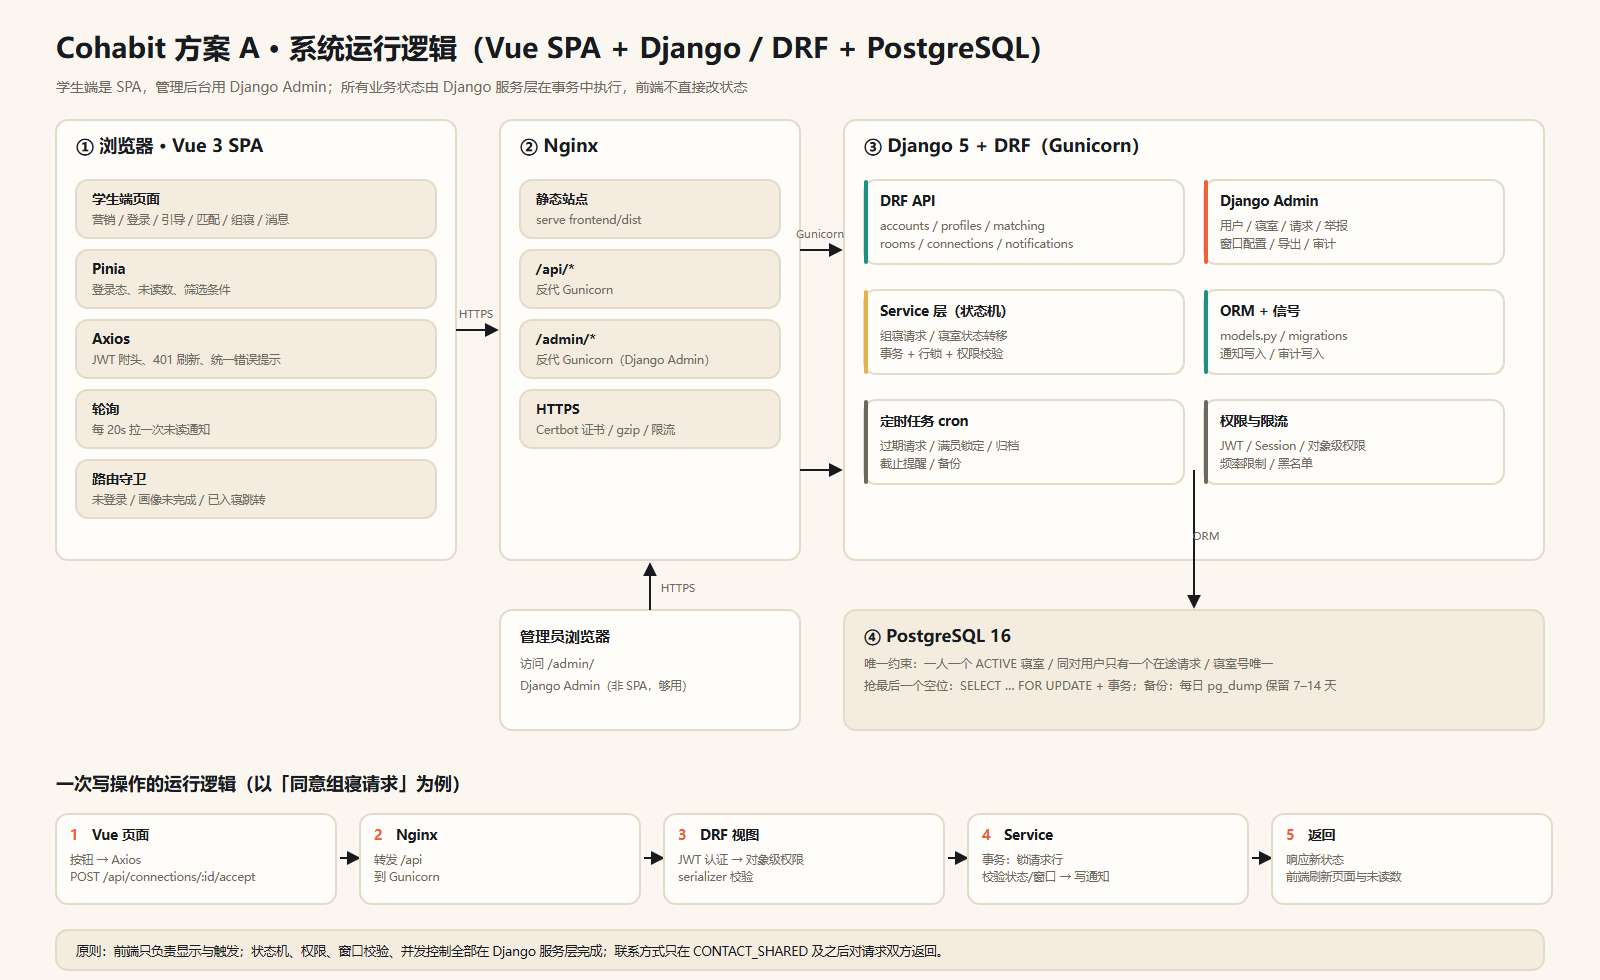 Cohabit 方案 A • 系统运行逻辑（Vue SPA + Django / DRF + PostgreSQL）
学生端是 SPA，管理后台用 Django Admin；所有业务状态由 Django 服务层在事务中执行，前端不直接改状态
① 浏览器 • Vue 3 SPA
学生端页面
营销 / 登录 / 引导 / 匹配 / 组寝 / 消息
Pinia
登录态、未读数、筛选条件
Axios
JWT 附头、401 刷新、统一错误提示
轮询
每 20s 拉一次未读通知
路由守卫
未登录 / 画像未完成 / 已入寝跳转
HTTPS
② Nginx
静态站点
serve frontend/dist
/api/*
反代 Gunicorn
/admin/*
反代 Gunicorn（Django Admin）
HTTPS
Certbot 证书 / gzip / 限流
Gunicorn
③ Django 5 + DRF（Gunicorn）
DRF API
accounts / profiles / matching
rooms / connections / notifications
Django Admin
用户 / 寝室 / 请求 / 举报
窗口配置 / 导出 / 审计
Service 层（状态机）
组寝请求 / 寝室状态转移
事务 + 行锁 + 权限校验
ORM + 信号
models.py / migrations
通知写入 / 审计写入
定时任务 cron
过期请求 / 满员锁定 / 归档
截止提醒 / 备份
权限与限流
JWT / Session / 对象级权限
频率限制 / 黑名单
ORM
HTTPS
管理员浏览器
访问 /admin/
Django Admin（非 SPA，够用）
④ PostgreSQL 16
唯一约束：一人一个 ACTIVE 寝室 / 同对用户只有一个在途请求 / 寝室号唯一
抢最后一个空位：SELECT … FOR UPDATE + 事务；备份：每日 pg_dump 保留 7–14 天
一次写操作的运行逻辑（以「同意组寝请求」为例）
1 Vue 页面
按钮 → Axios
POST /api/connections/:id/accept
2 Nginx
转发 /api
到 Gunicorn
3 DRF 视图
JWT 认证 → 对象级权限
serializer 校验
4 Service
事务：锁请求行
校验状态/窗口 → 写通知
5 返回
响应新状态
前端刷新页面与未读数
原则：前端只负责显示与触发；状态机、权限、窗口校验、并发控制全部在 Django 服务层完成；联系方式只在 CONTACT_SHARED 及之后对请求双方返回。